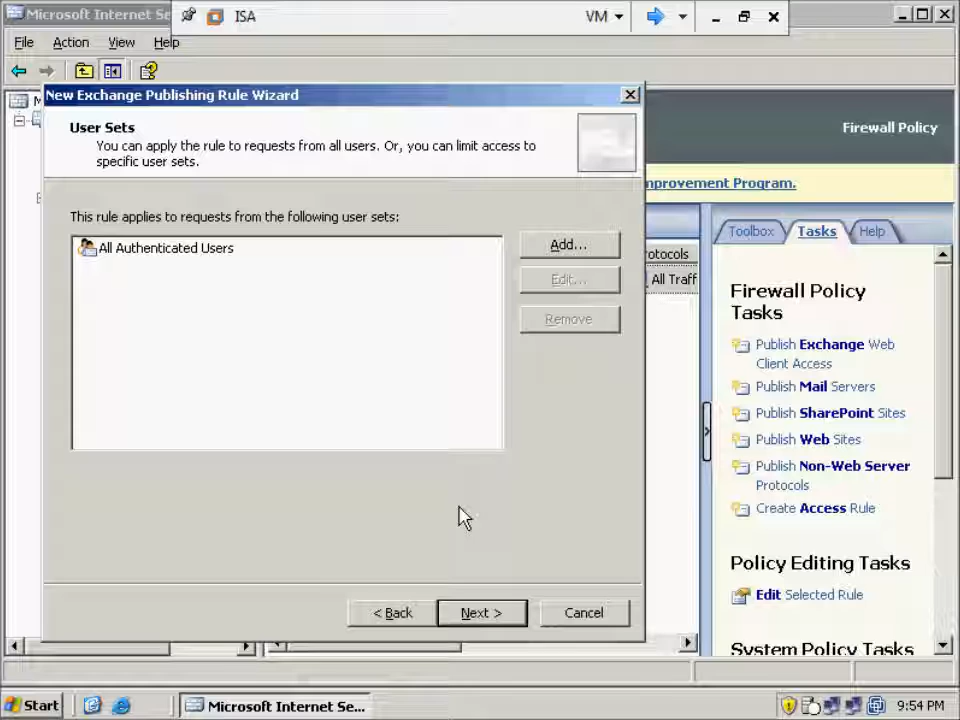 Microsoft Internet Se
ISA
VM
File Action View Help
New Exchange Publishing Rule Wizard
User Sets
You can apply the rule to requests from all users. Or, you can limit access to
specific user sets.
This rule applies to requests from the following user sets:
All Authenticated Users
Add...
Edit...
Remove
< Back
Next >
Cancel
Firewall Policy
mprovement Program.
Toolbox Tasks Help
rotocols
All Traff
Firewall Policy
Tasks
Publish Exchange Web
Client Access
Publish Mail Servers
Publish SharePoint Sites
Publish Web Sites
Publish Non-Web Server
Protocols
Create Access Rule
Policy Editing Tasks
Edit Selected Rule
System Policy Tasks
Start
Microsoft Internet Se...
9:54 PM